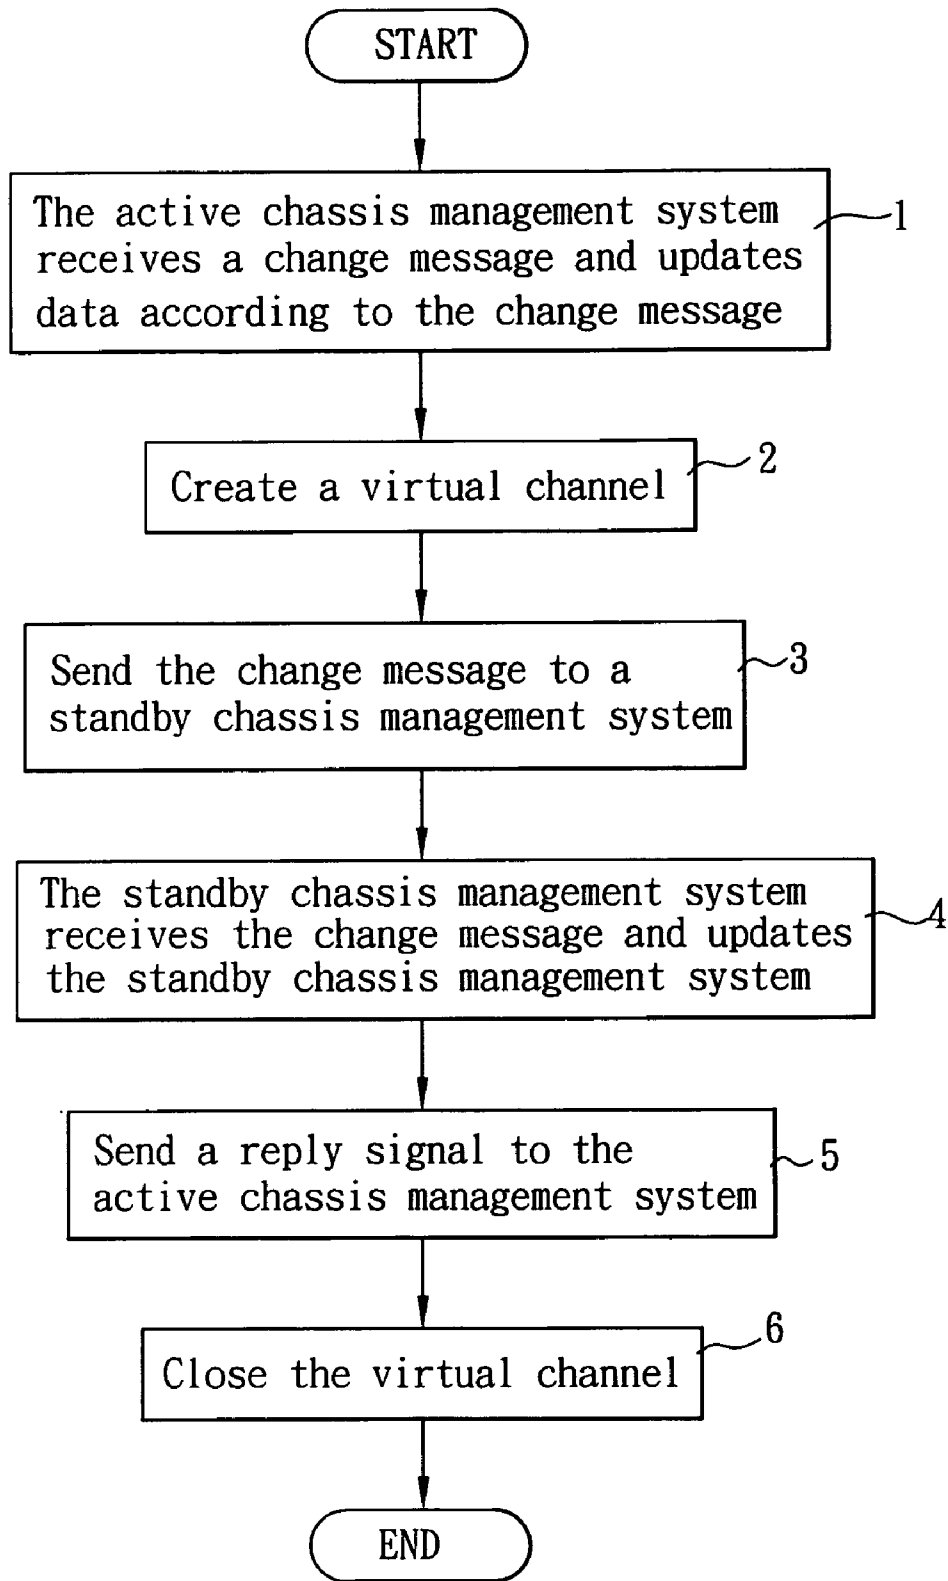 START
The active chassis management system
receives a change message and updates
data according to the change message
1
Create a virtual channel
2
Send the change message to a
standby chassis management system
3
The standby chassis management system
receives the change message and updates
the standby chassis management system
4
Send a reply signal to the
active chassis management system
5
Close the virtual channel
6
END